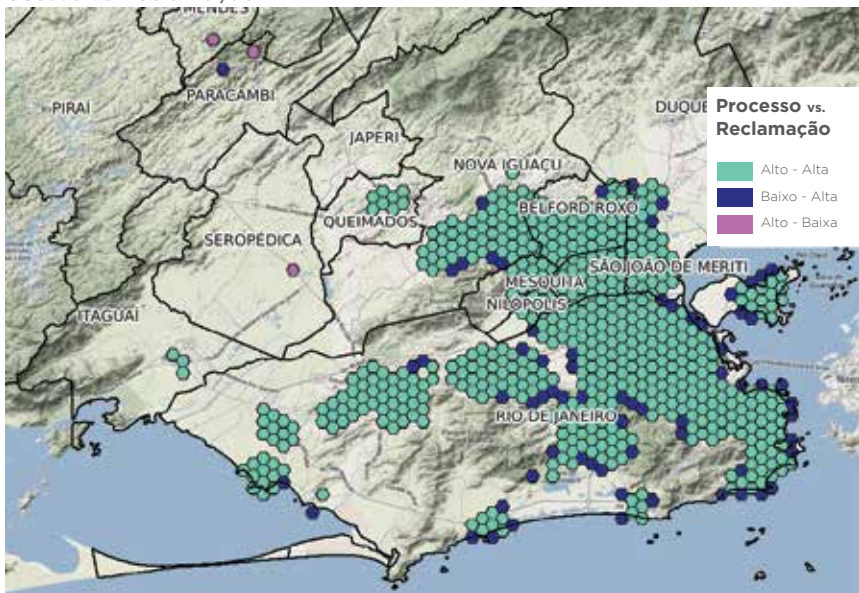 MENDES
PIRAÍ
PARACAMBI
DUQUE
JAPERI
NOVA IGUAÇU
BELFORD ROXO
QUEIMADOS
SEROPÉDICA
SÃO JOÃO DE MERITI
MESQUITA
NILÓPOLIS
ITAGUAÍ
RIO DE JANEIRO
Processo vs.
Reclamação
Alto - Alta
Baixo - Alta
Alto - Baixa